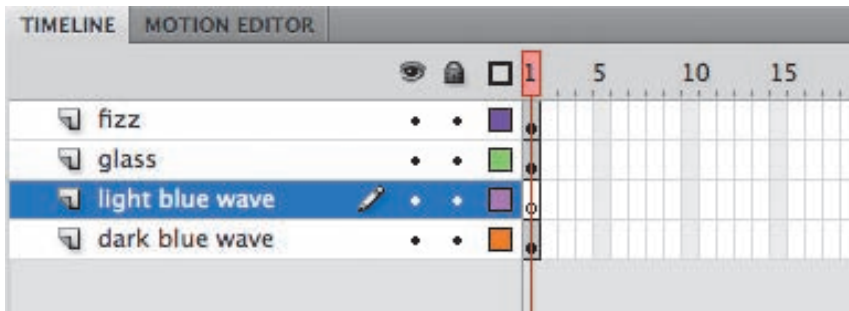 TIMELINE MOTION EDITOR
1 5 10 15
fizz
glass
light blue wave
dark blue wave